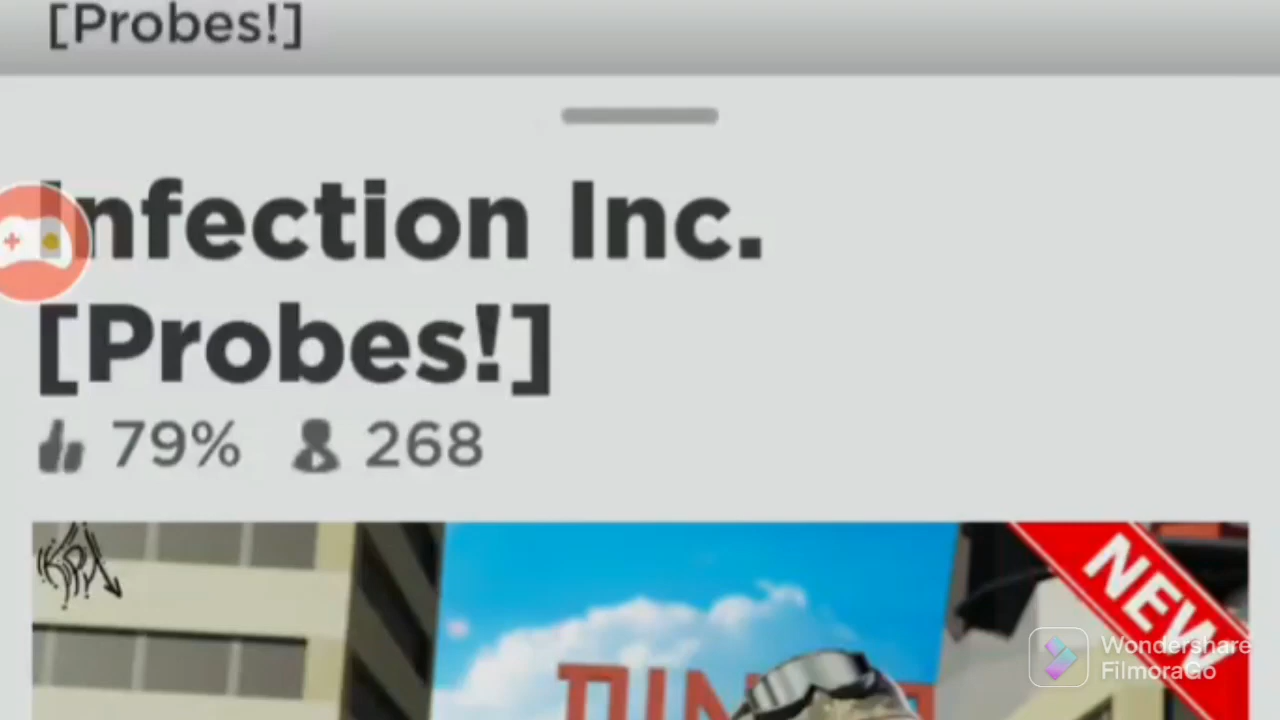 [Probes!]
Infection Inc.
[Probes!]
79% 268
NEW
Wondershare
FilmoraGo